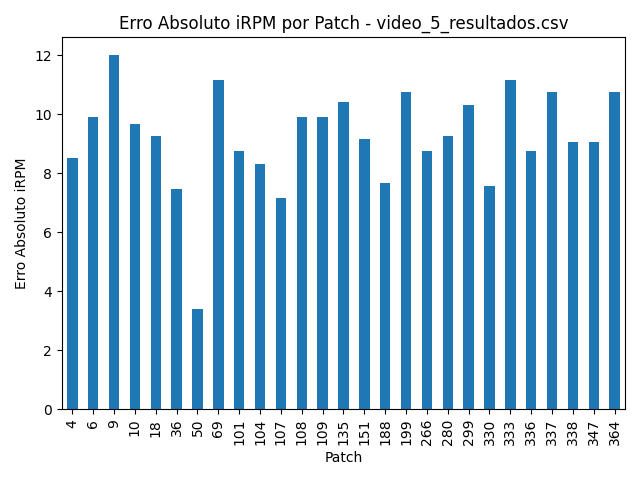 Erro Absoluto iRPM por Patch - video_5_resultados.csv
Erro Absoluto iRPM
12
10
8
6
4
2
0
4 6 9 10 18 36 50 69 101 104 107 108 109 135 151 188 199 266 280 299 330 333 336 337 338 347 364
Patch